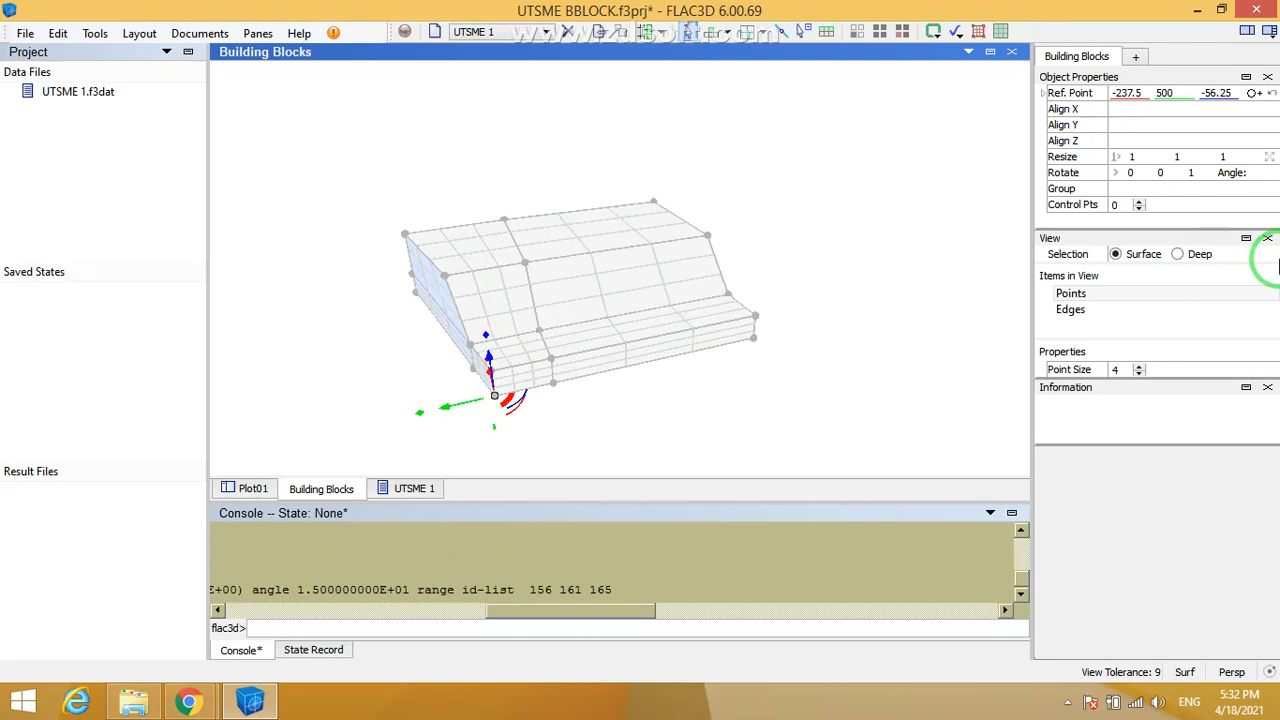 UTSME BBLOCK.f3prj* - FLAC3D 6.00.69
File Edit Tools Layout Documents Panes Help
UTSME 1
Project
Building Blocks
Building Blocks
+
Data Files
UTSME 1.f3dat
Object Properties
Ref. Point -237.5 500 -56.25
Align X
Align Y
Align Z
Resize 1 1 1
Rotate 0 0 1 Angle:
Group
Control Pts 0
View
Selection Surface Deep
Saved States
Items in View
Points
Edges
Properties
Point Size 4
Information
Result Files
Plot01 Building Blocks UTSME 1
Console -- State: None*
E+00) angle 1.500000000E+01 range id-list 156 161 165
flac3d>
Console* State Record
View Tolerance: 9 Surf Persp
ENG
5:32 PM
4/18/2021